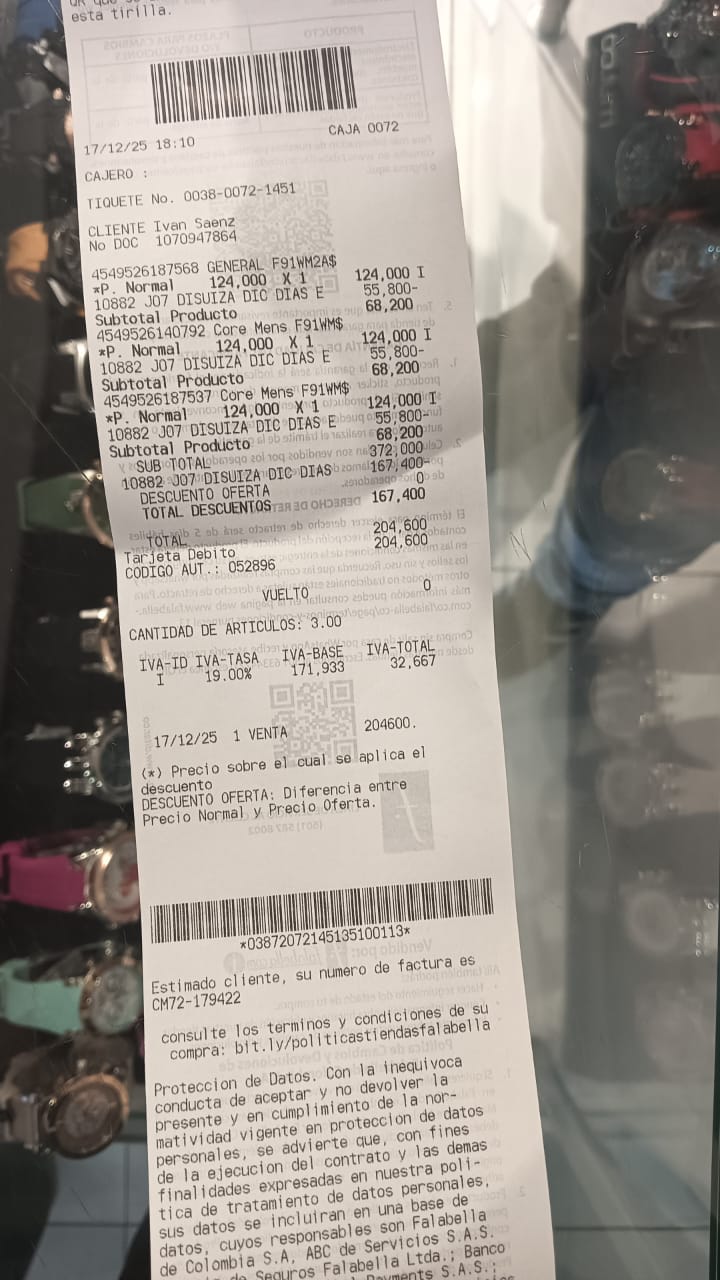 esta tirilla.
17/12/25 18:10 CAJA 0072
CAJERO :
TIQUETE No. 0038-0072-1451
CLIENTE Ivan Saenz
No DOC 1070947864
4549526187568 GENERAL F91WM2A$
*P. Normal 124,000 X 1 124,000 I
10882 J07 DISUIZA DIC DIAS E 55,800-
Subtotal Producto 68,200
4549526140792 Core Mens F91WM$
*P. Normal 124,000 X 1 124,000 I
10882 J07 DISUIZA DIC DIAS E 55,800-
Subtotal Producto 68,200
4549526187537 Core Mens F91WM$
*P. Normal 124,000 X 1 124,000 I
10882 J07 DISUIZA DIC DIAS E 55,800-
Subtotal Producto 68,200
SUB TOTAL 372,000
10882 J07 DISUIZA DIC DIAS 167,400-
DESCUENTO OFERTA 0
TOTAL DESCUENTOS 167,400
TOTAL 204,600
Tarjeta Debito 204,600
CODIGO AUT.: 052896
VUELTO 0
CANTIDAD DE ARTICULOS: 3.00
IVA-ID IVA-TASA IVA-BASE IVA-TOTAL
I 19.00% 171,933 32,667
17/12/25 1 VENTA 204600.
(*) Precio sobre el cual se aplica el
descuento
DESCUENTO OFERTA: Diferencia entre
Precio Normal y Precio Oferta.
*03872072145135100113*
Estimado cliente, su numero de factura es
CM72-179422
consulte los terminos y condiciones de su
compra: bit.ly/politicastiendasfalabella
Proteccion de Datos. Con la inequivoca
conducta de aceptar y no devolver la
presente y en cumplimiento de la nor-
matividad vigente en proteccion de datos
personales, se advierte que, con fines
de la ejecucion del contrato y las demas
finalidades expresadas en nuestra poli-
tica de tratamiento de datos personales,
sus datos se incluiran en una base de
datos, cuyos responsables son Falabella
de Colombia S.A, ABC de Servicios S.A.S.
de Seguros Falabella Ltda.; Banco
Payments S.A.S.;